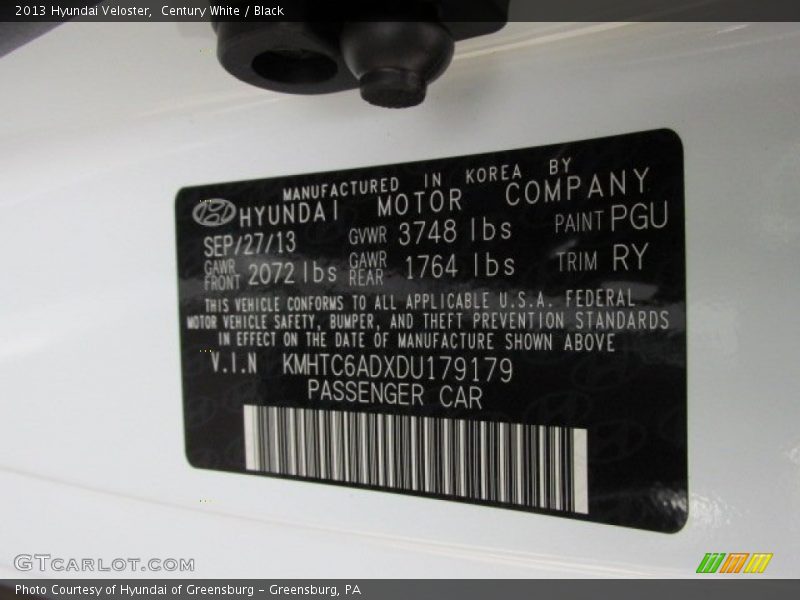 2013 Hyundai Veloster,  Century White / Black
MANUFACTURED IN KOREA BY
HYUNDAI MOTOR COMPANY
SEP/27/13 GVWR 3748 lbs PAINT PGU
GAWR FRONT 2072 lbs GAWR REAR 1764 lbs TRIM RY
THIS VEHICLE CONFORMS TO ALL APPLICABLE U.S.A. FEDERAL
MOTOR VEHICLE SAFETY, BUMPER, AND THEFT PREVENTION STANDARDS
IN EFFECT ON THE DATE OF MANUFACTURE SHOWN ABOVE
V.I.N KMHTC6ADXDU179179
PASSENGER CAR
GTCARLOT.COM
Photo Courtesy of Hyundai of Greensburg – Greensburg, PA